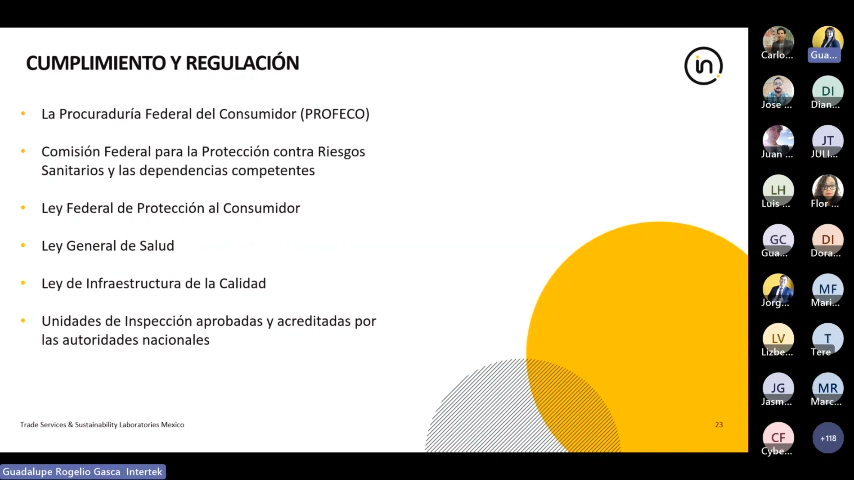 CUMPLIMIENTO Y REGULACIÓN
in
• La Procuraduría Federal del Consumidor (PROFECO)
• Comisión Federal para la Protección contra Riesgos
Sanitarios y las dependencias competentes
• Ley Federal de Protección al Consumidor
• Ley General de Salud
• Ley de Infraestructura de la Calidad
• Unidades de Inspección aprobadas y acreditadas por
las autoridades nacionales
Trade Services & Sustainability Laboratories Mexico
23
Guadalupe Rogelio Gasca Intertek
Carlo...
Gua...
Jose ...
DI
Dian...
Juan ...
JT
JULI...
LH
Luis ...
Flor ...
GC
Gua...
DI
Dora...
Jorg...
MF
Mari...
LV
Lizbe...
T
Tere
JG
Jasm...
MR
Marc...
CF
Cybe...
+118